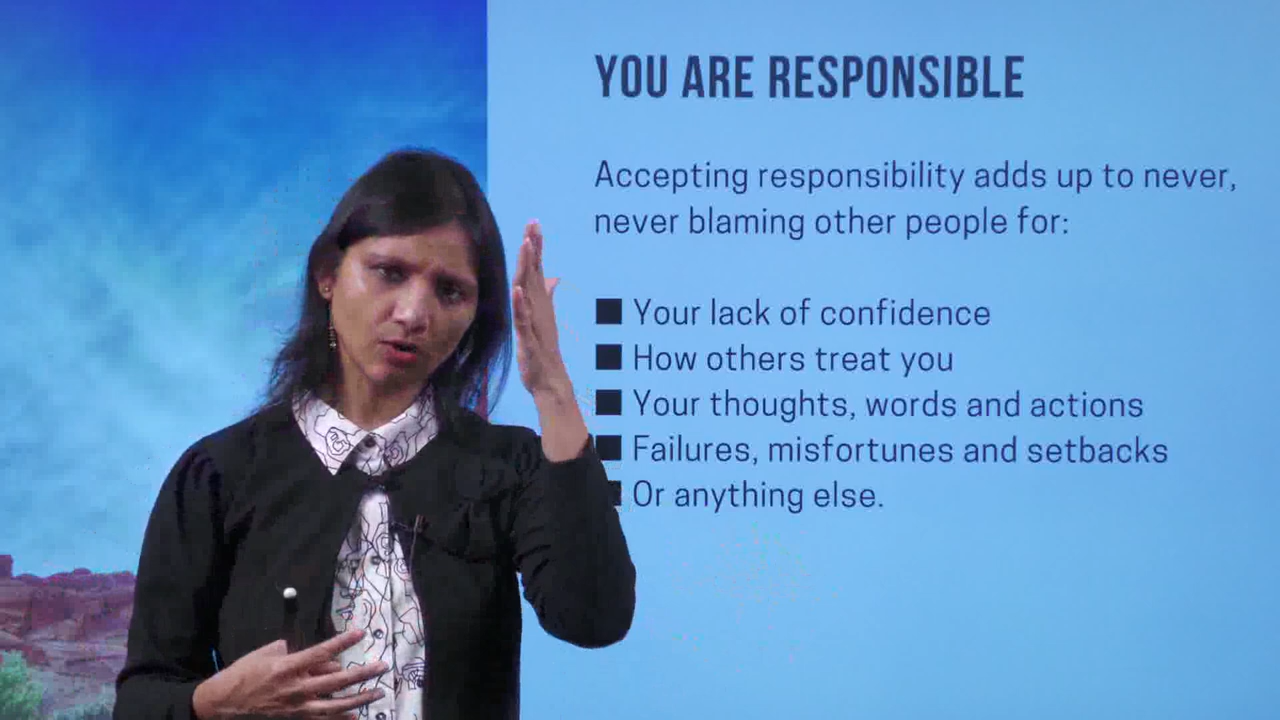 YOU ARE RESPONSIBLE
Accepting responsibility adds up to never,
never blaming other people for:
Your lack of confidence
How others treat you
Your thoughts, words and actions
Failures, misfortunes and setbacks
Or anything else.